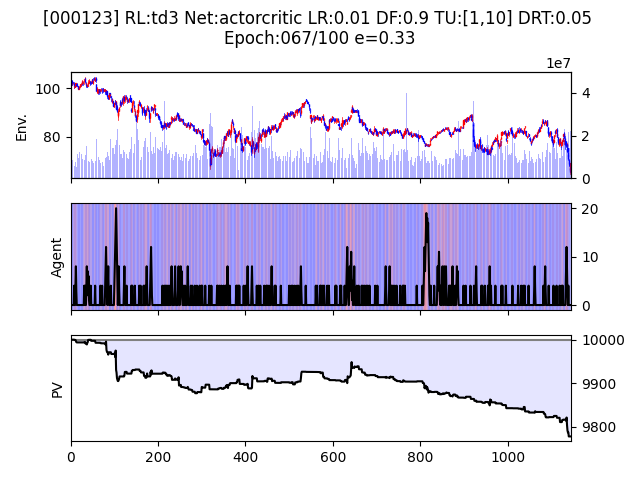 [000123] RL:td3 Net:actorcritic LR:0.01 DF:0.9 TU:[1,10] DRT:0.05
Epoch:067/100 e=0.33
1e7
100
80
Env.
4
2
0
Agent
20
10
0
PV
10000
9900
9800
0 200 400 600 800 1000